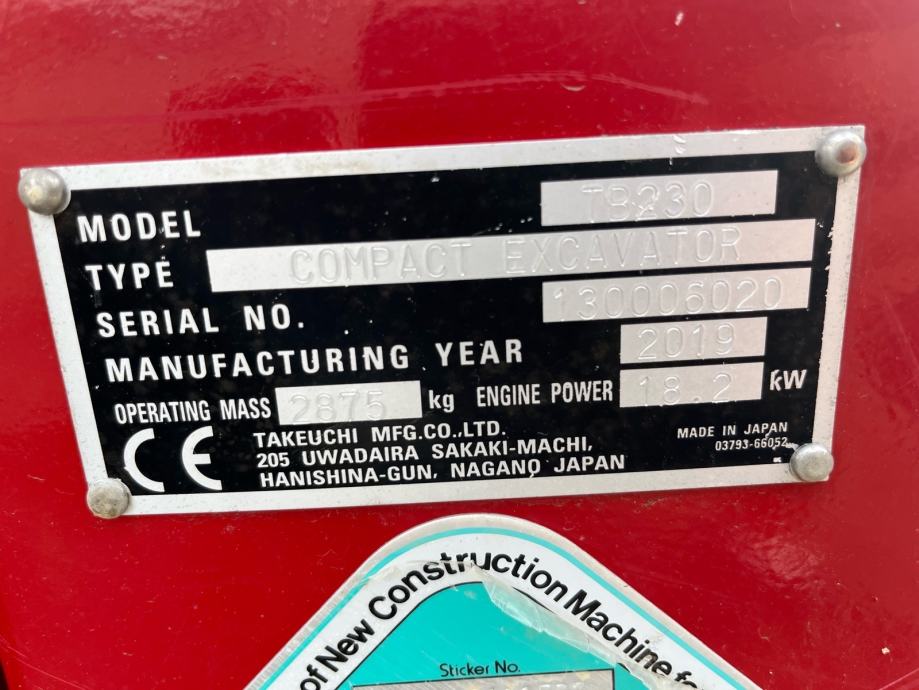 MODEL TB230
TYPE COMPACT EXCAVATOR
SERIAL NO. 130006020
MANUFACTURING YEAR 2019
OPERATING MASS 2875 kg ENGINE POWER 18.2 kW
CE
TAKEUCHI MFG.CO.,LTD.
205 UWADAIRA SAKAKI-MACHI,
HANISHINA-GUN, NAGANO JAPAN
MADE IN JAPAN
03793-66052
of New Construction Machine
Sticker No.